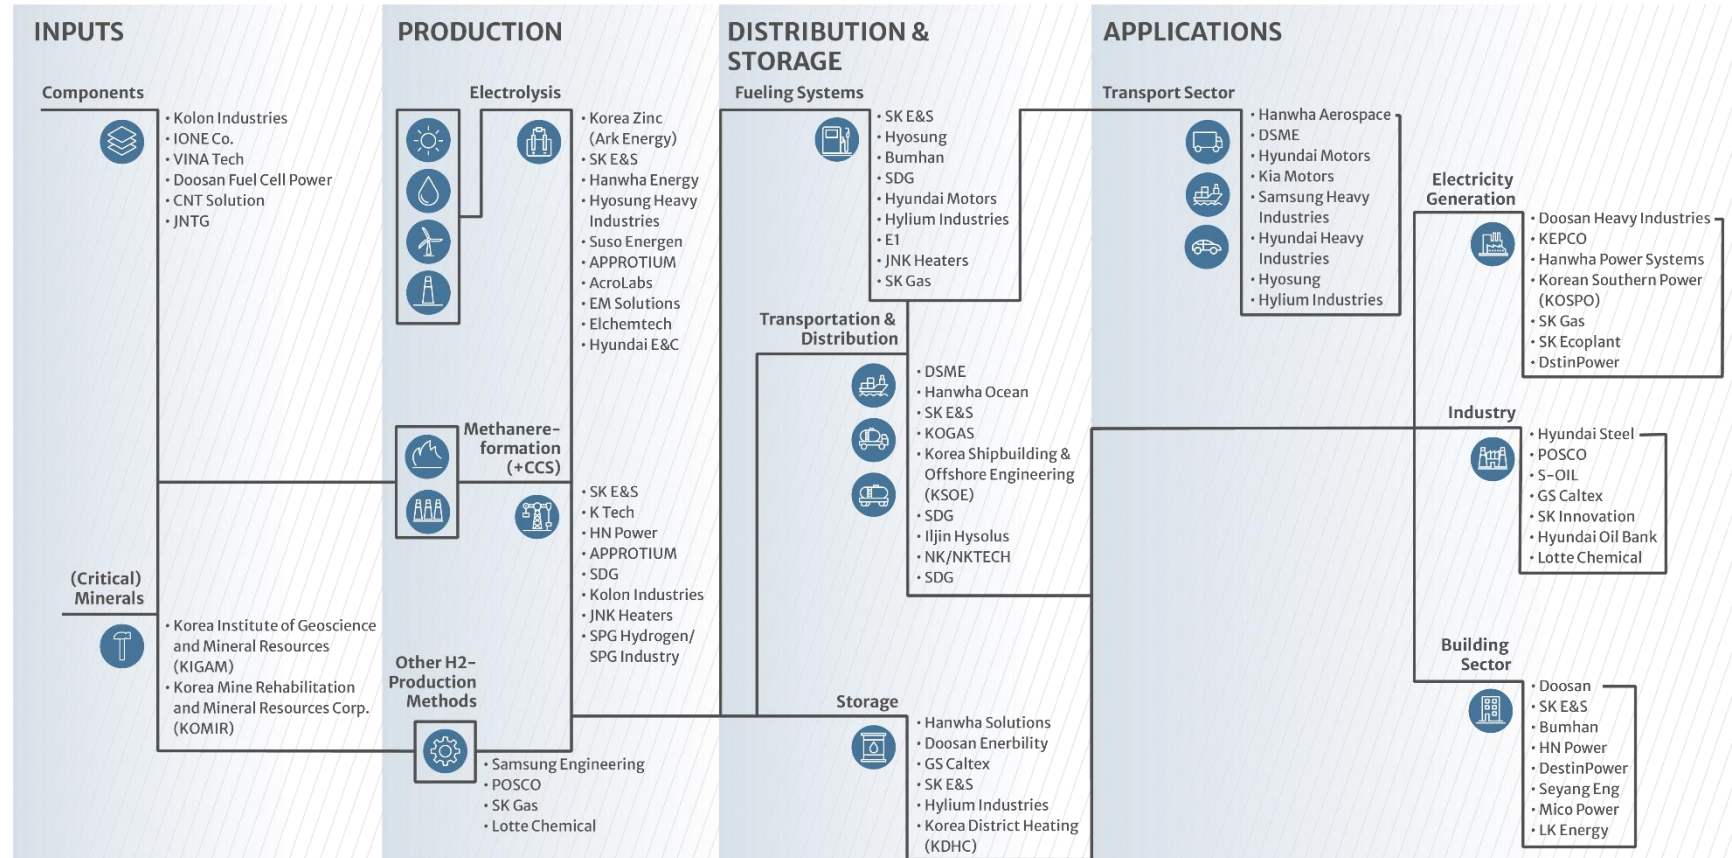 INPUTS
Components
• Kolon Industries
• IONE Co.
• VINA Tech
• Doosan Fuel Cell Power
• CNT Solution
• JNTG
(Critical)
Minerals
• Korea Institute of Geoscience
and Mineral Resources
(KIGAM)
• Korea Mine Rehabilitation
and Mineral Resources Corp.
(KOMIR)
PRODUCTION
Electrolysis
• Korea Zinc
(Ark Energy)
• SK E&S
• Hanwha Energy
• Hyosung Heavy
Industries
• Suso Energen
• APPROTIUM
• AcroLabs
• EM Solutions
• Elchemtech
• Hyundai E&C
Methanere-
formation
(+CCS)
• SK E&S
• K Tech
• HN Power
• APPROTIUM
• SDG
• Kolon Industries
• JNK Heaters
• SPG Hydrogen/
SPG Industry
Other H2-
Production
Methods
• Samsung Engineering
• POSCO
• SK Gas
• Lotte Chemical
DISTRIBUTION &
STORAGE
Fueling Systems
• SK E&S
• Hyosung
• Bumhan
• SDG
• Hyundai Motors
• Hylium Industries
• E1
• JNK Heaters
• SK Gas
Transportation &
Distribution
• DSME
• Hanwha Ocean
• SK E&S
• KOGAS
• Korea Shipbuilding &
Offshore Engineering
(KSOE)
• SDG
• Iljin Hysolus
• NK/NKTECH
• SDG
Storage
• Hanwha Solutions
• Doosan Enerbility
• GS Caltex
• SK E&S
• Hylium Industries
• Korea District Heating
(KDHC)
APPLICATIONS
Transport Sector
• Hanwha Aerospace
• DSME
• Hyundai Motors
• Kia Motors
• Samsung Heavy
Industries
• Hyundai Heavy
Industries
• Hyosung
• Hylium Industries
Electricity
Generation
• Doosan Heavy Industries
• KEPCO
• Hanwha Power Systems
• Korean Southern Power
(KOSPO)
• SK Gas
• SK Ecoplant
• DstinPower
Industry
• Hyundai Steel
• POSCO
• S-OIL
• GS Caltex
• SK Innovation
• Hyundai Oil Bank
• Lotte Chemical
Building
Sector
• Doosan
• SK E&S
• Bumhan
• HN Power
• DestinPower
• Seyang Eng
• Mico Power
• LK Energy